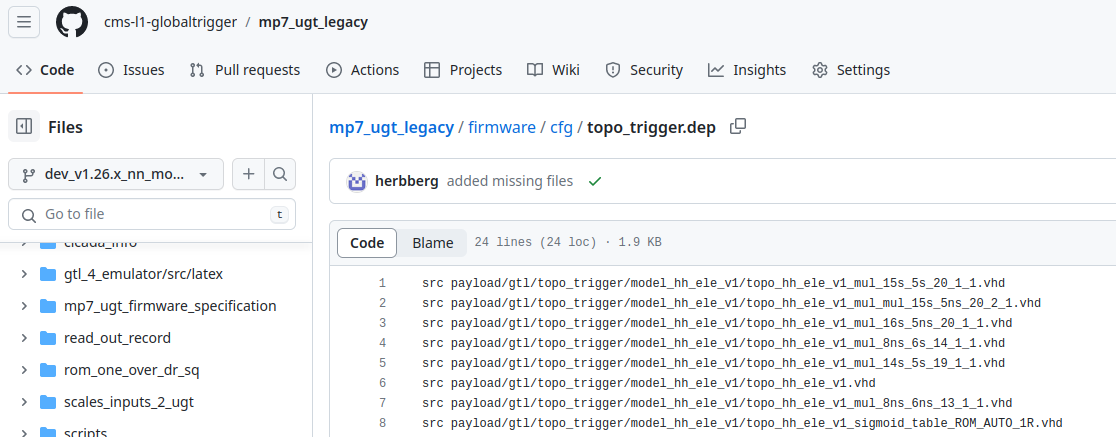 cms-l1-globaltrigger / mp7_ugt_legacy
Code Issues Pull requests Actions Projects Wiki Security Insights Settings
Files
dev_v1.26.x_nn_mo...
Go to file t
cicada_info
gtl_4_emulator/src/latex
mp7_ugt_firmware_specification
read_out_record
rom_one_over_dr_sq
scales_inputs_2_ugt
scripts
mp7_ugt_legacy / firmware / cfg / topo_trigger.dep
herbberg added missing files
Code Blame 24 lines (24 loc) · 1.9 KB
1 src payload/gtl/topo_trigger/model_hh_ele_v1/topo_hh_ele_v1_mul_15s_5s_20_1_1.vhd
2 src payload/gtl/topo_trigger/model_hh_ele_v1/topo_hh_ele_v1_mul_mul_15s_5ns_20_2_1.vhd
3 src payload/gtl/topo_trigger/model_hh_ele_v1/topo_hh_ele_v1_mul_16s_5ns_20_1_1.vhd
4 src payload/gtl/topo_trigger/model_hh_ele_v1/topo_hh_ele_v1_mul_8ns_6s_14_1_1.vhd
5 src payload/gtl/topo_trigger/model_hh_ele_v1/topo_hh_ele_v1_mul_14s_5s_19_1_1.vhd
6 src payload/gtl/topo_trigger/model_hh_ele_v1/topo_hh_ele_v1.vhd
7 src payload/gtl/topo_trigger/model_hh_ele_v1/topo_hh_ele_v1_mul_8ns_6ns_13_1_1.vhd
8 src payload/gtl/topo_trigger/model_hh_ele_v1/topo_hh_ele_v1_sigmoid_table_ROM_AUTO_1R.vhd